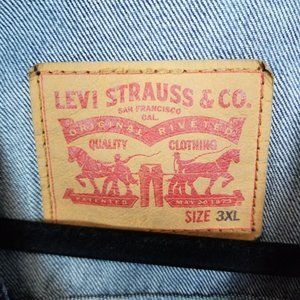 LEVI STRAUSS & CO.
SAN FRANCISCO
CAL.
ORIGINAL RIVETED
QUALITY CLOTHING
PATENTED MAY 20 1873
SIZE 3XL